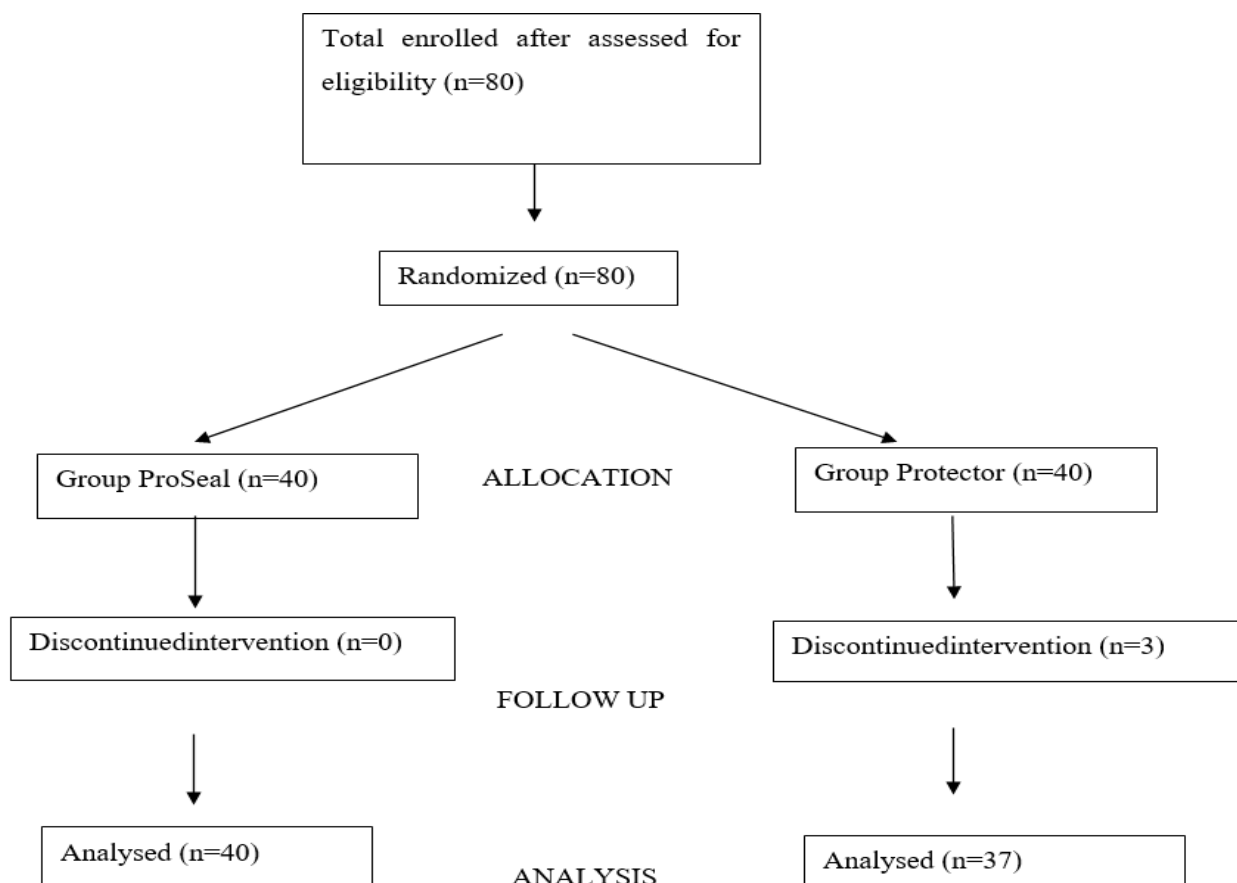 Total enrolled after assessed for
eligibility (n=80)
Randomized (n=80)
Group ProSeal (n=40)
ALLOCATION
Group Protector (n=40)
Discontinuedintervention (n=0)
Discontinuedintervention (n=3)
FOLLOW UP
Analysed (n=40)
Analysed (n=37)
ANALYSIS